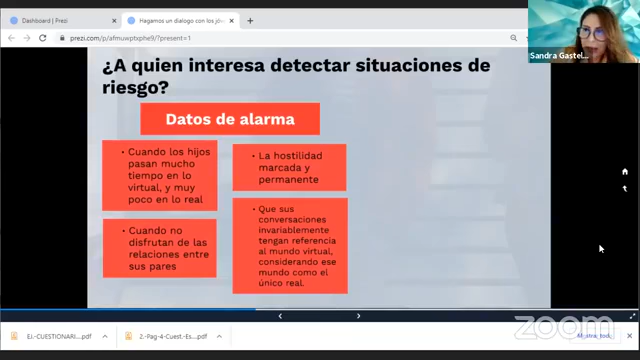 Dashboard | Prezi
Hagamos un dialogo con los jóv
prezi.com/p/afmuwptxphe9/?present=1
Sandra Gastel...
¿A quien interesa detectar situaciones de
riesgo?
Datos de alarma
• Cuando los hijos
pasan mucho
tiempo en lo
virtual, y muy
poco en lo real
• La hostilidad
marcada y
permanente
• Cuando no
disfrutan de las
relaciones entre
sus pares
• Que sus
conversaciones
invariablemente
tengan referencia
al mundo virtual,
considerando ese
mundo como el
único real.
EJ.-CUESTIONARI....pdf
2.-Pag-4-Cuest.-Es....pdf
zoom